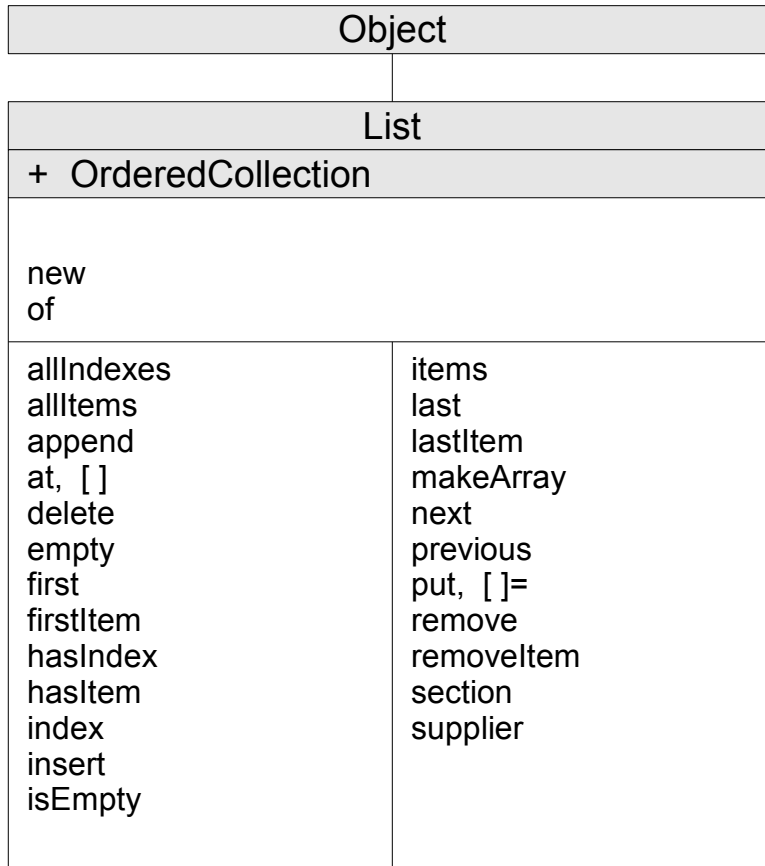 Object
List
+ OrderedCollection
new
of
allIndexes
allItems
append
at, [ ]
delete
empty
first
firstItem
hasIndex
hasItem
index
insert
isEmpty
items
last
lastItem
makeArray
next
previous
put, [ ]=
remove
removeItem
section
supplier